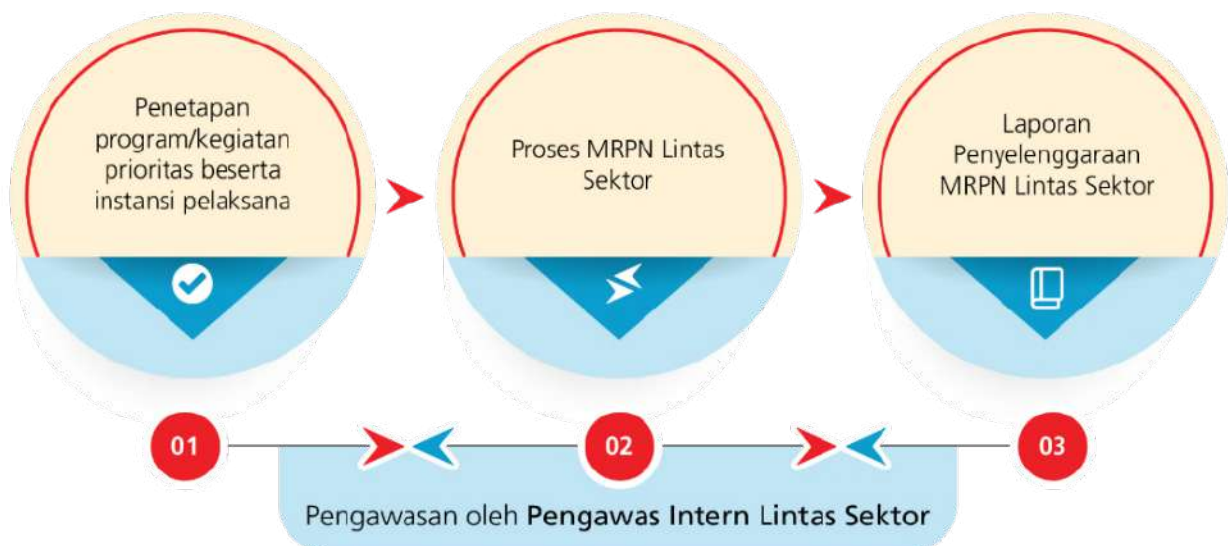 Penetapan
program/kegiatan
prioritas beserta
instansi pelaksana
Proses MRPN Lintas
Sektor
Laporan
Penyelenggaraan
MRPN Lintas Sektor
01
02
03
Pengawasan oleh Pengawas Intern Lintas Sektor